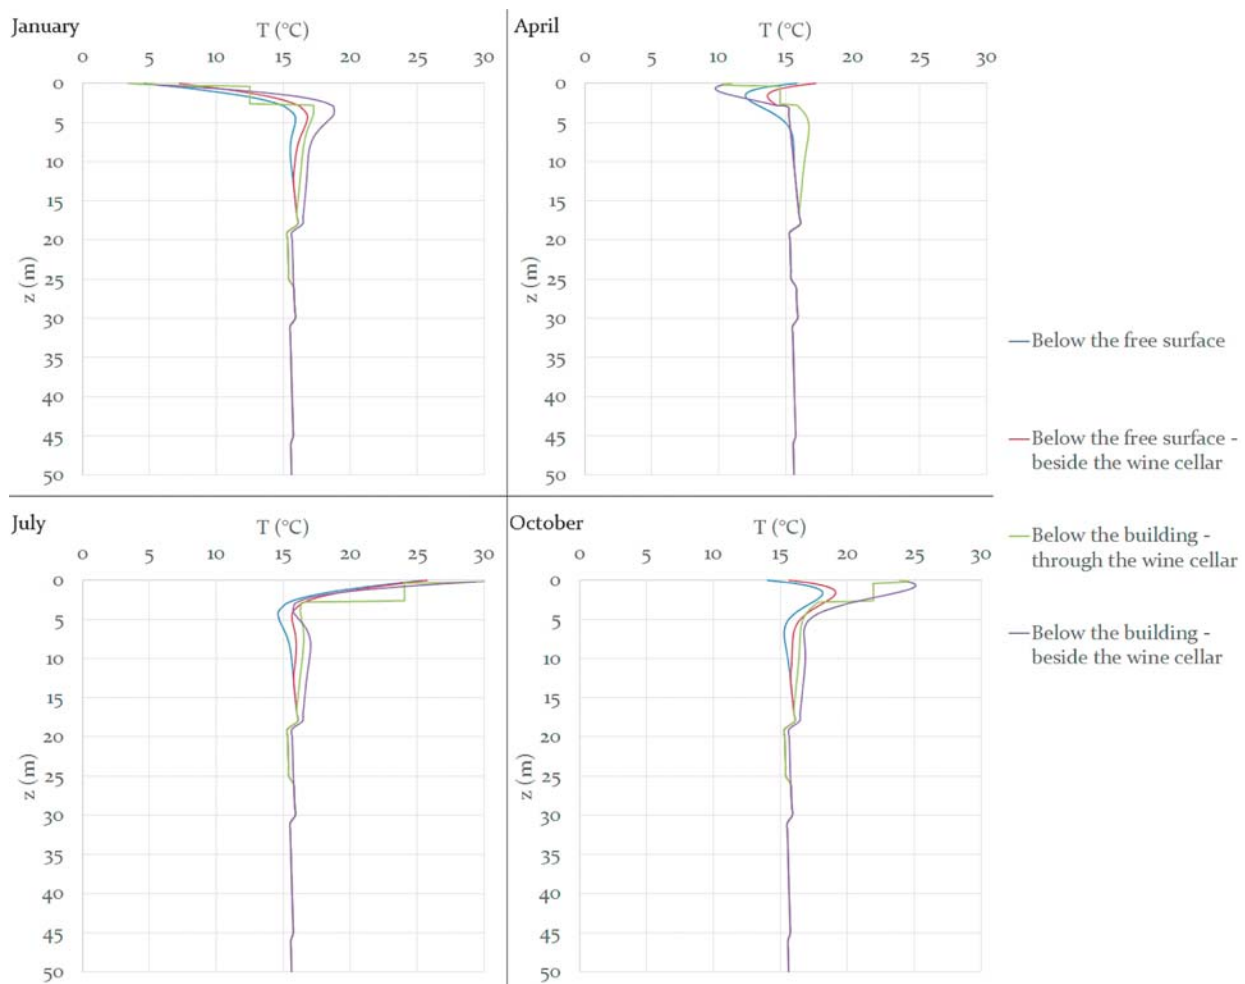 January
T (°C)
0 5 10 15 20 25 30
0
5
10
15
20
25
30
35
40
45
50
z (m)
April
T (°C)
0 5 10 15 20 25 30
0
5
10
15
20
25
30
35
40
45
50
z (m)
July
T (°C)
0 5 10 15 20 25 30
0
5
10
15
20
25
30
35
40
45
50
z (m)
October
T (°C)
0 5 10 15 20 25 30
0
5
10
15
20
25
30
35
40
45
50
z (m)
Below the free surface
Below the free surface -
beside the wine cellar
Below the building -
through the wine cellar
Below the building -
beside the wine cellar